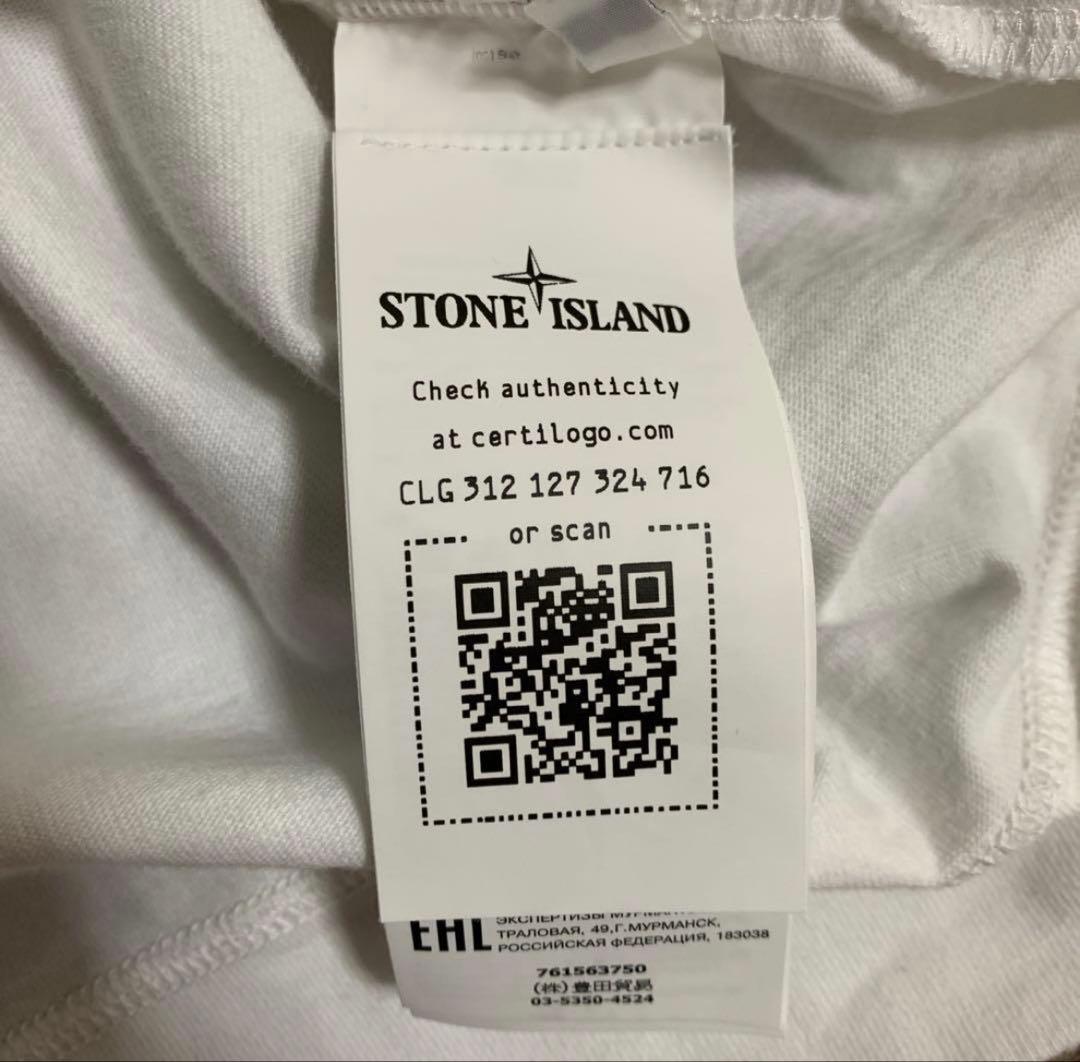 STONE ISLAND
Check authenticity
at certilogo.com
CLG 312 127 324 716
or scan
EAC
ТРАЛОВАЯ, 49,Г.МУРМАНСК,
РОССИЙСКАЯ ФЕДЕРАЦИЯ, 183038
761563750
(株)豊田貿易
03-5350-4524